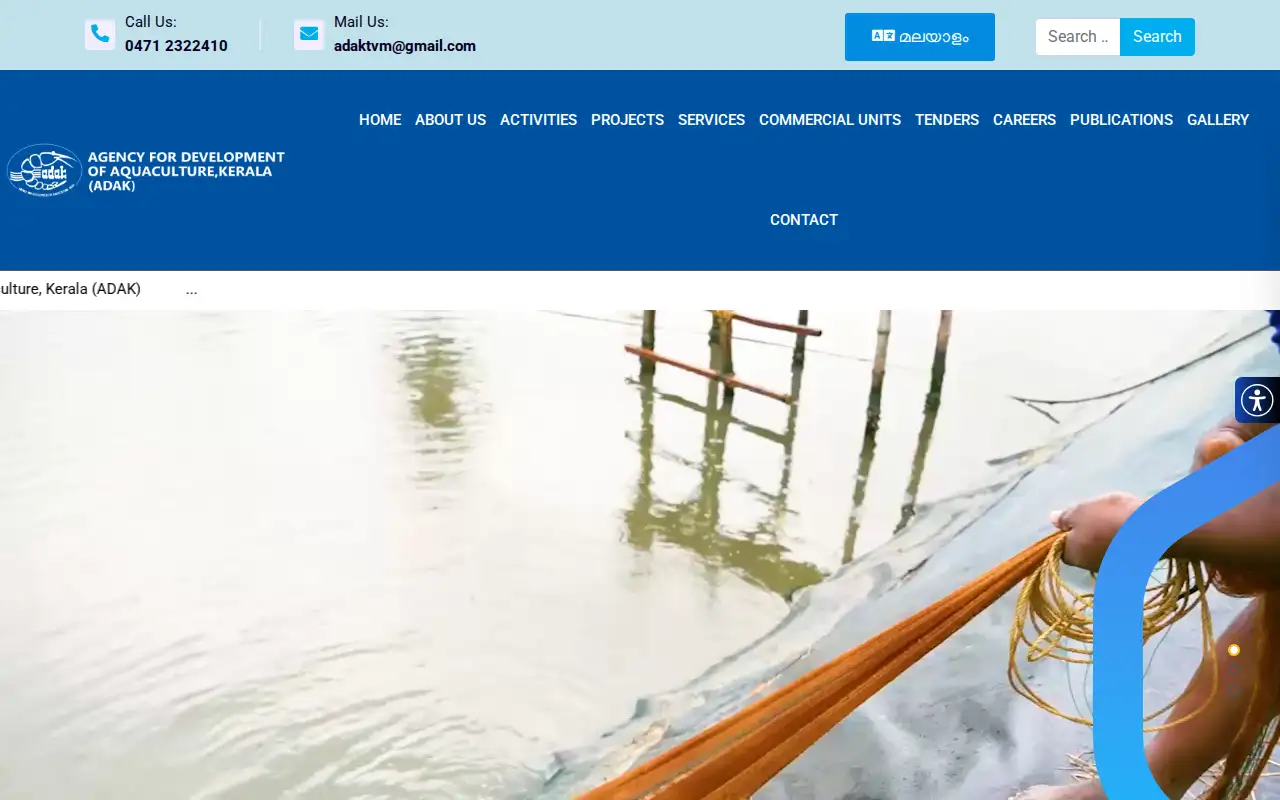 Call Us:
0471 2322410
Mail Us:
adaktvm@gmail.com
മലയാളം
Search ..
Search
HOME ABOUT US ACTIVITIES PROJECTS SERVICES COMMERCIAL UNITS TENDERS CAREERS PUBLICATIONS GALLERY
adak
AGENCY FOR DEVELOPMENT
OF AQUACULTURE,KERALA
(ADAK)
CONTACT
ulture, Kerala (ADAK) ...